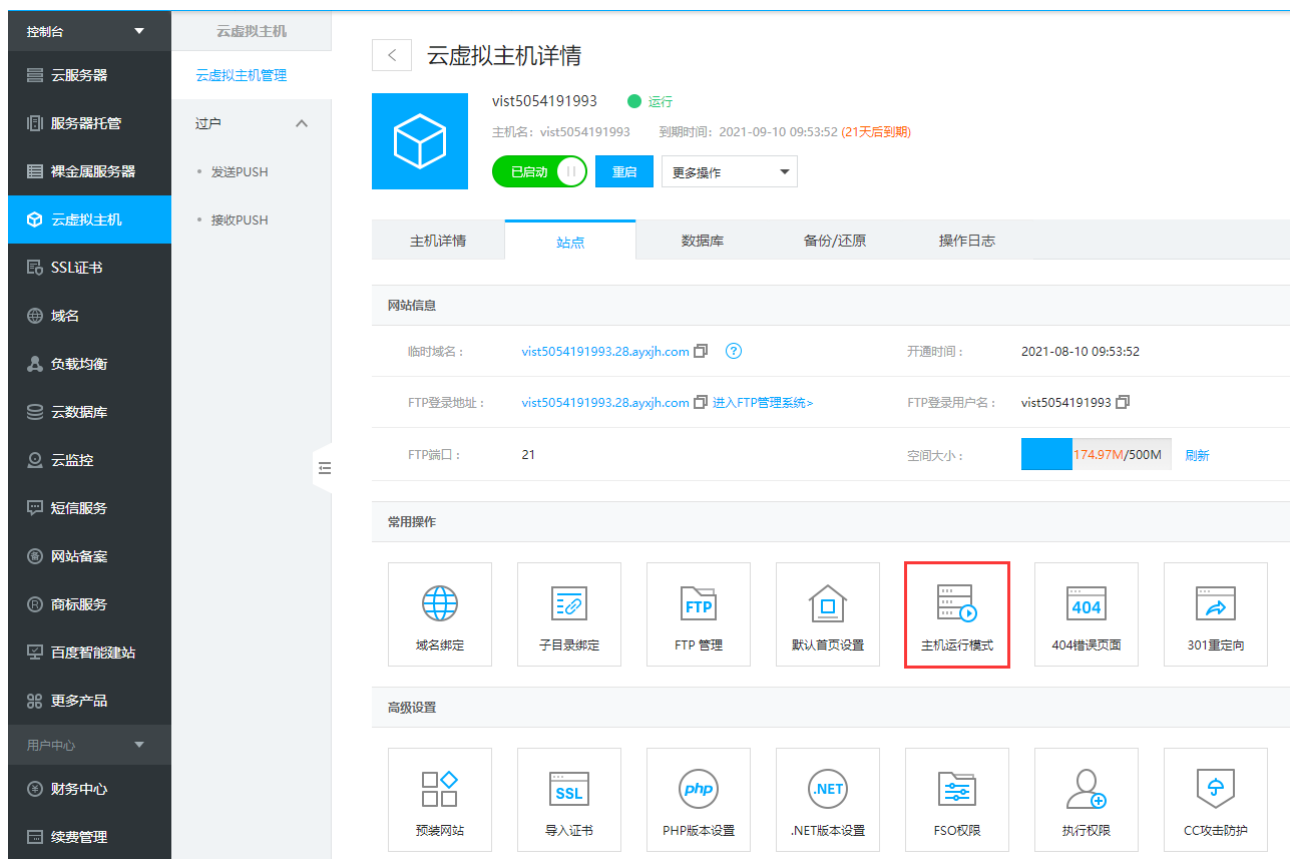 控制台
云服务器
服务器托管
裸金属服务器
云虚拟主机
SSL证书
域名
负载均衡
云数据库
云监控
短信服务
网站备案
商标服务
百度智能建站
更多产品
用户中心
财务中心
续费管理
云虚拟主机
云虚拟主机管理
过户
• 发送PUSH
• 接收PUSH
< 云虚拟主机详情
vist5054191993 运行
主机名：vist5054191993 到期时间：2021-09-10 09:53:52 (21天后到期)
已启动 重启 更多操作
主机详情 站点 数据库 备份/还原 操作日志
网站信息
临时域名： vist5054191993.28.ayxjh.com ? 开通时间： 2021-08-10 09:53:52
FTP登录地址： vist5054191993.28.ayxjh.com 进入FTP管理系统> FTP登录用户名： vist5054191993
FTP端口： 21 空间大小： 174.97M/500M 刷新
常用操作
FTP 404
域名绑定 子目录绑定 FTP 管理 默认首页设置 主机运行模式 404错误页面 301重定向
高级设置
SSL php .NET
预装网站 导入证书 PHP版本设置 .NET版本设置 FSO权限 执行权限 CC攻击防护